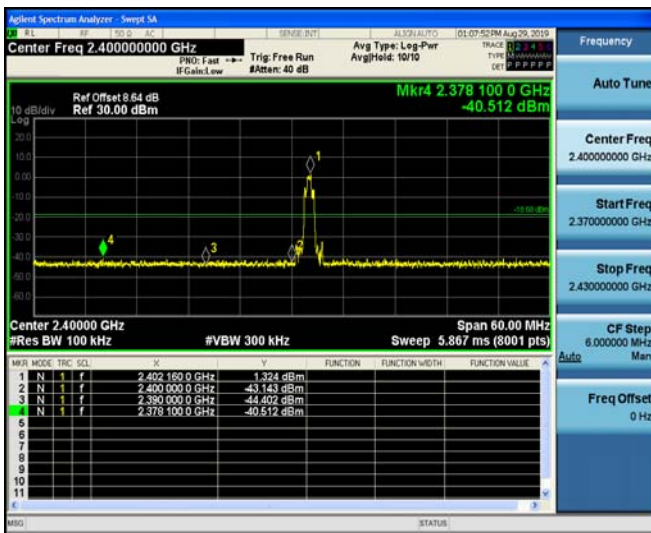 Agilent Spectrum Analyzer - Swept SA
RL RF 50 Ω AC SENSE:INT ALIGNAUTO 01:07:52 PM Aug 29, 2019
Center Freq 2.400000000 GHz
PNO: Fast
IFGain:Low
Trig: Free Run
#Atten: 40 dB
Avg Type: Log-Pwr
Avg|Hold: 10/10
TRACE 1 2 3 4 5 6
TYPE
DET P P P P P P
Frequency
Auto Tune
Ref Offset 8.64 dB
Ref 30.00 dBm
Mkr4 2.378 100 0 GHz
-40.512 dBm
10 dB/div
Log
20.0
10.0
0.00
-10.0
-20.0
-30.0
-40.0
-50.0
-60.0
1
2
3
4
Center Freq
2.400000000 GHz
Start Freq
2.370000000 GHz
Stop Freq
2.430000000 GHz
CF Step
6.000000 MHz
Auto Man
Freq Offset
0 Hz
Center 2.40000 GHz Span 60.00 MHz
#Res BW 100 kHz #VBW 300 kHz Sweep 5.867 ms (8001 pts)
MKR MODE TRC SCL X Y FUNCTION FUNCTION WIDTH FUNCTION VALUE
1 N 1 f 2.402 160 0 GHz 1.324 dBm
2 N 1 f 2.400 000 0 GHz -43.143 dBm
3 N 1 f 2.390 000 0 GHz -44.402 dBm
4 N 1 f 2.378 100 0 GHz -40.512 dBm
5
6
7
8
9
10
11
MSG STATUS